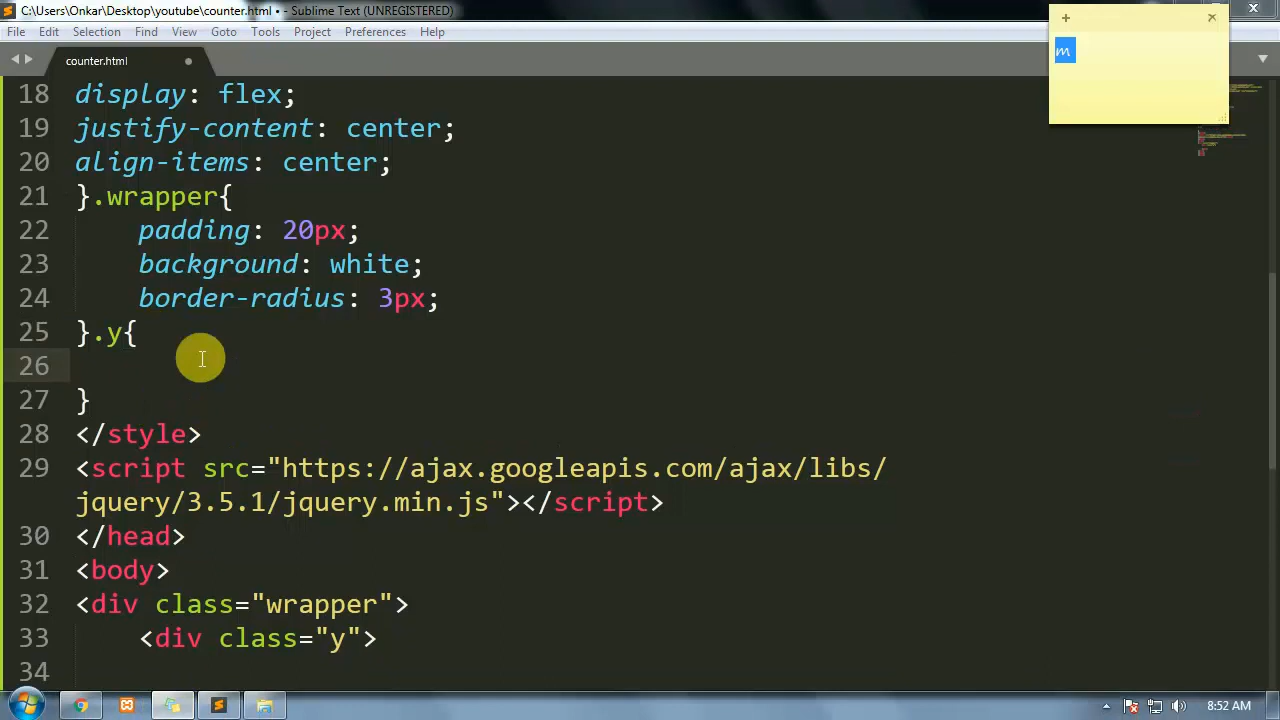 C:\Users\Onkar\Desktop\youtube\counter.html • - Sublime Text (UNREGISTERED)
File Edit Selection Find View Goto Tools Project Preferences Help
m
counter.html
18 display: flex;
19 justify-content: center;
20 align-items: center;
21 }.wrapper{
22 padding: 20px;
23 background: white;
24 border-radius: 3px;
25 }.y{
26
27 }
28 </style>
29 <script src="https://ajax.googleapis.com/ajax/libs/
jquery/3.5.1/jquery.min.js"></script>
30 </head>
31 <body>
32 <div class="wrapper">
33 <div class="y">
34
8:52 AM